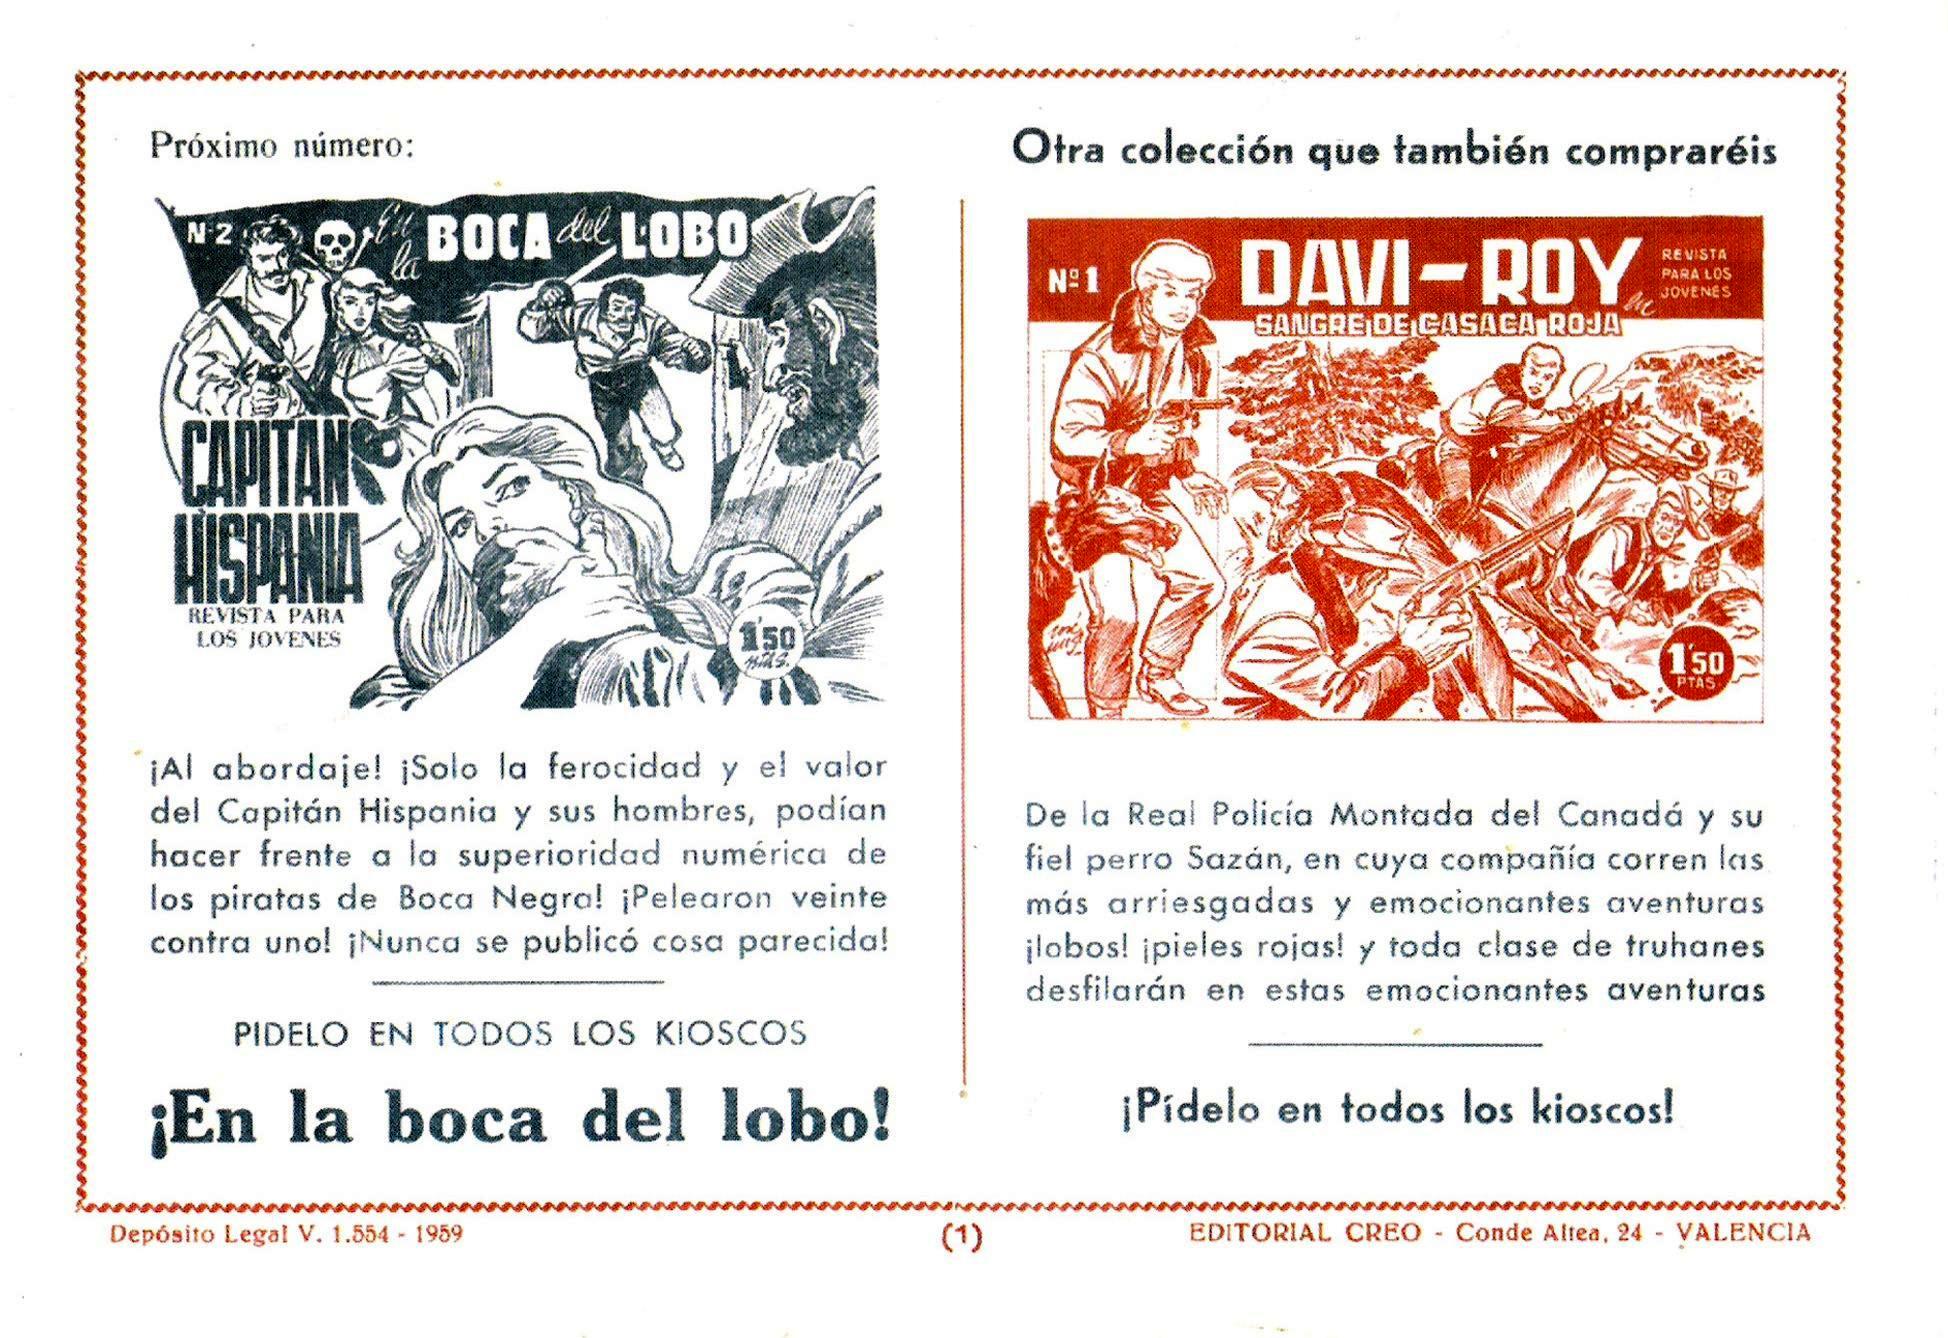 Próximo número:
Nº 2
En la BOCA del LOBO
CAPITAN
HISPANIA
REVISTA PARA
LOS JOVENES
1'50
ptas.
¡Al abordaje! ¡Solo la ferocidad y el valor
del Capitán Hispania y sus hombres, podían
hacer frente a la superioridad numérica de
los piratas de Boca Negra! ¡Pelearon veinte
contra uno! ¡Nunca se publicó cosa parecida!
PIDELO EN TODOS LOS KIOSCOS
¡En la boca del lobo!
Otra colección que también compraréis
Nº 1
DAVI-ROY en
REVISTA
PARA LOS
JOVENES
SANGRE DE CASACA ROJA
1'50
PTAS
De la Real Policía Montada del Canadá y su
fiel perro Sazán, en cuya compañía corren las
más arriesgadas y emocionantes aventuras
¡lobos! ¡pieles rojas! y toda clase de truhanes
desfilarán en estas emocionantes aventuras
¡Pídelo en todos los kioscos!
Depósito Legal V. 1.554 - 1959
(1)
EDITORIAL CREO - Conde Altea, 24 - VALENCIA